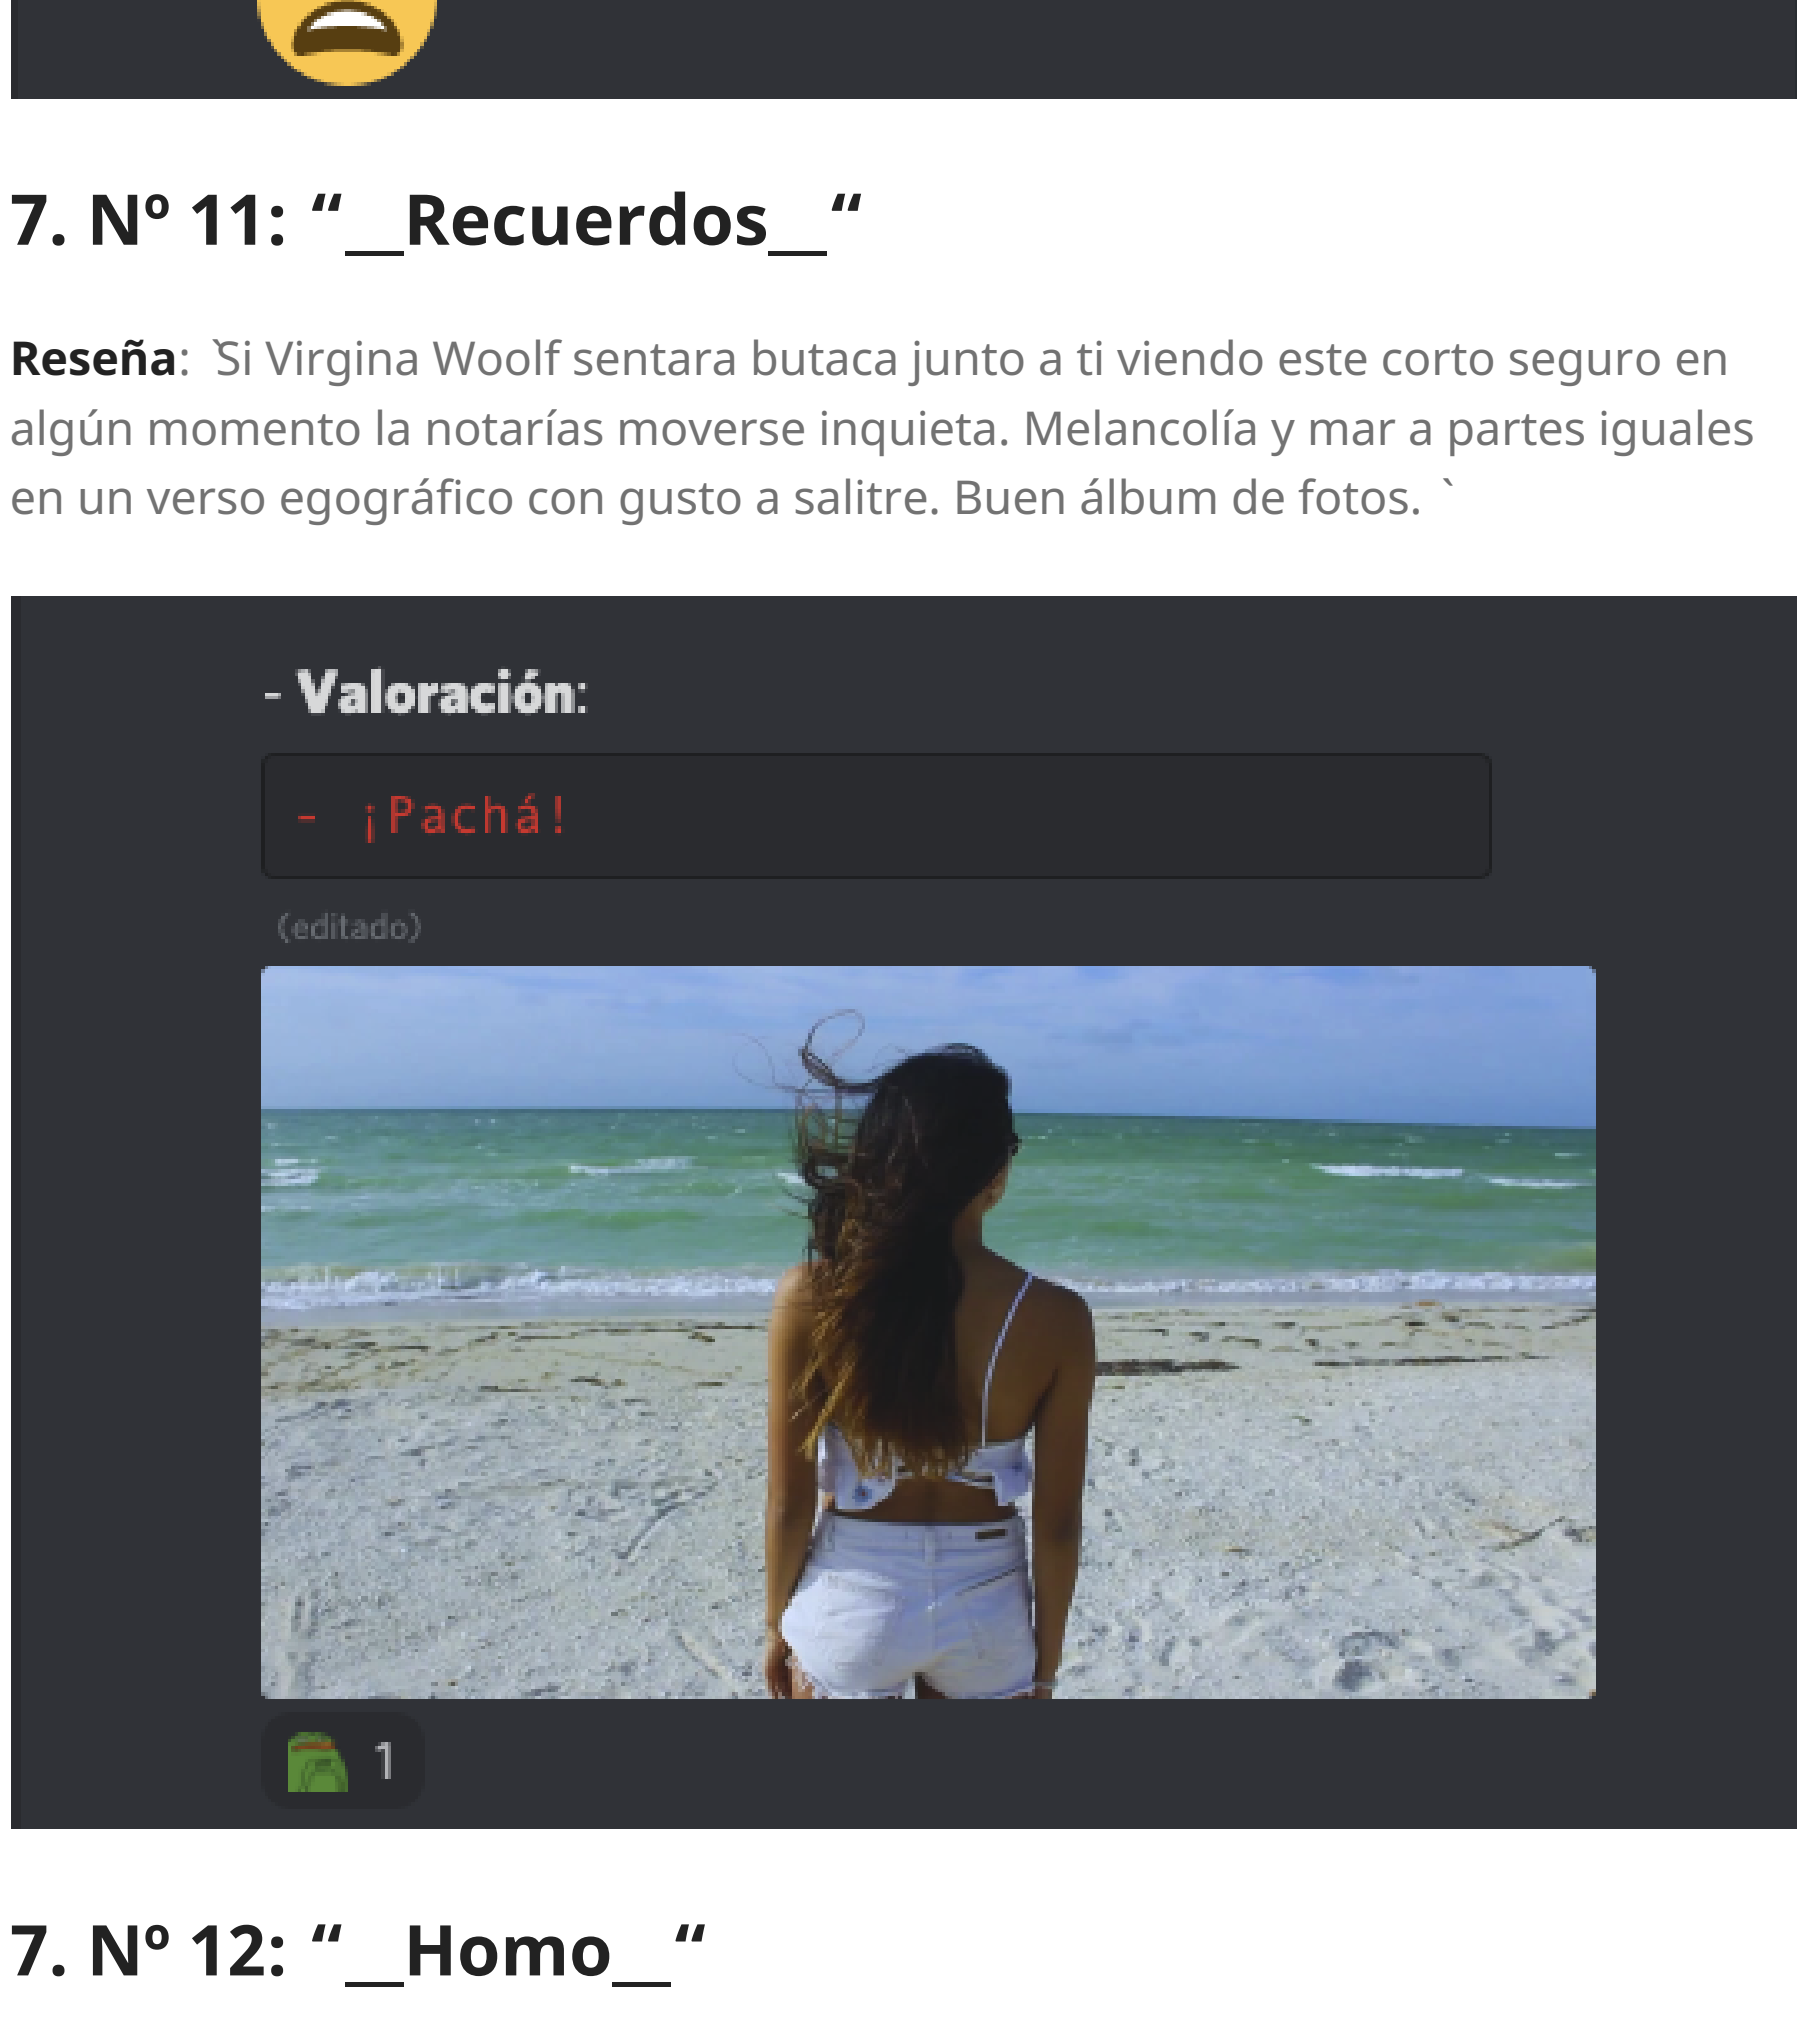 7. Nº 11: “__Recuerdos__“
Reseña: `Si Virgina Woolf sentara butaca junto a ti viendo este corto seguro en
algún momento la notarías moverse inquieta. Melancolía y mar a partes iguales
en un verso egográfico con gusto a salitre. Buen álbum de fotos. `
- Valoración:
- ¡Pachá!
(editado)
1
7. Nº 12: “__Homo__“